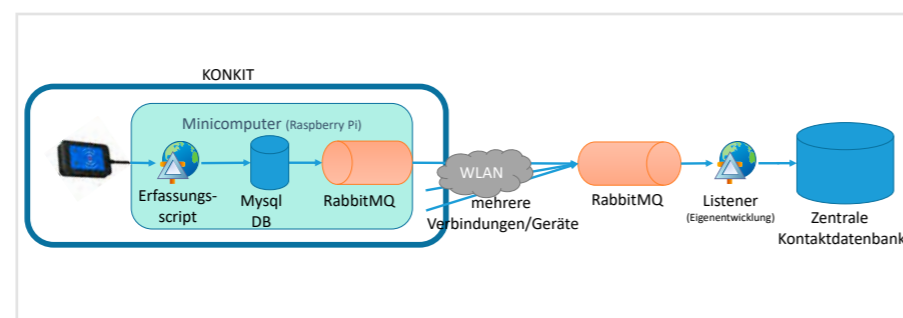 KONKIT
Minicomputer (Raspberry Pi)
Erfassungs-
script
Mysql
DB
RabbitMQ
WLAN
mehrere
Verbindungen/Geräte
RabbitMQ
Listener
(Eigenentwicklung)
Zentrale
Kontaktdatenbank